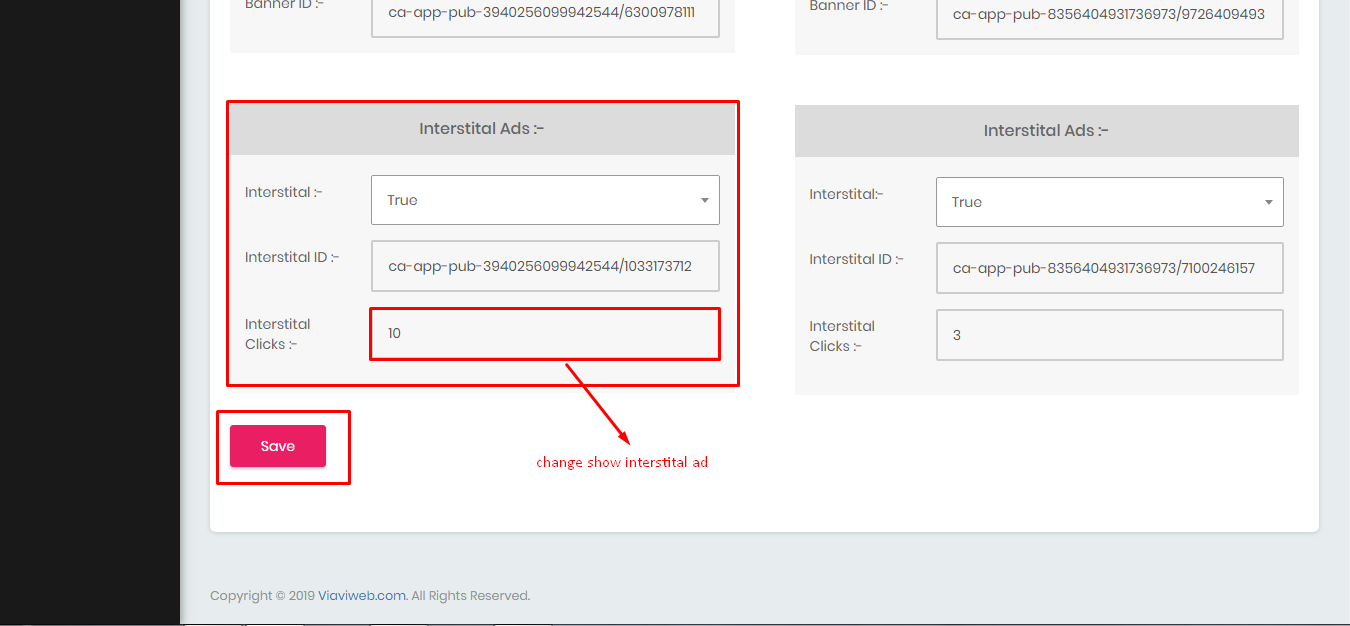 Banner ID :-
ca-app-pub-3940256099942544/6300978111
Banner ID :-
ca-app-pub-8356404931736973/9726409493
Interstital Ads :-
Interstital :-
True
Interstital ID :-
ca-app-pub-3940256099942544/1033173712
Interstital
Clicks :-
10
Save
change show interstital ad
Interstital Ads :-
Interstital:-
True
Interstital ID :-
ca-app-pub-8356404931736973/7100246157
Interstital
Clicks :-
3
Copyright © 2019 Viaviweb.com. All Rights Reserved.